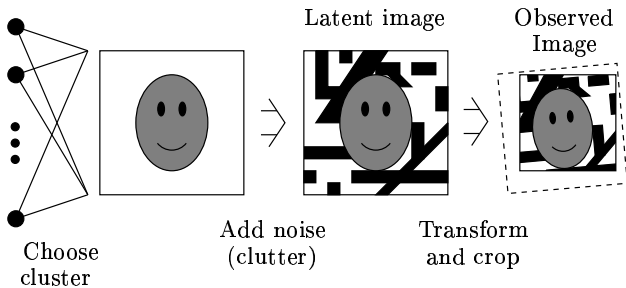 Latent image
Observed
Image
Add noise
(clutter)
Transform
and crop
Choose
cluster